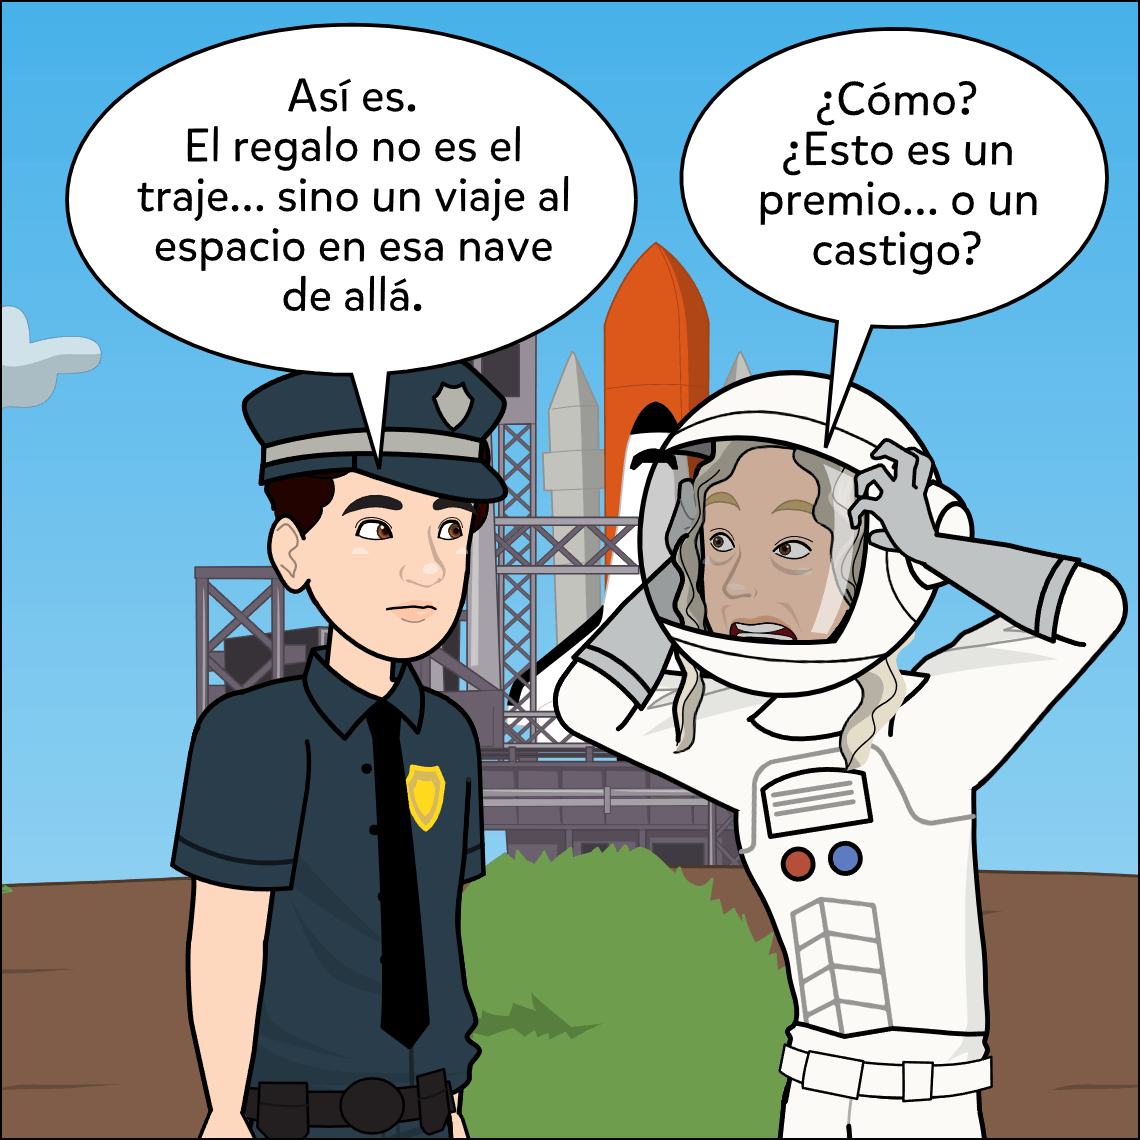 Así es.
El regalo no es el
traje... sino un viaje al
espacio en esa nave
de allá.
¿Cómo?
¿Esto es un
premio... o un
castigo?